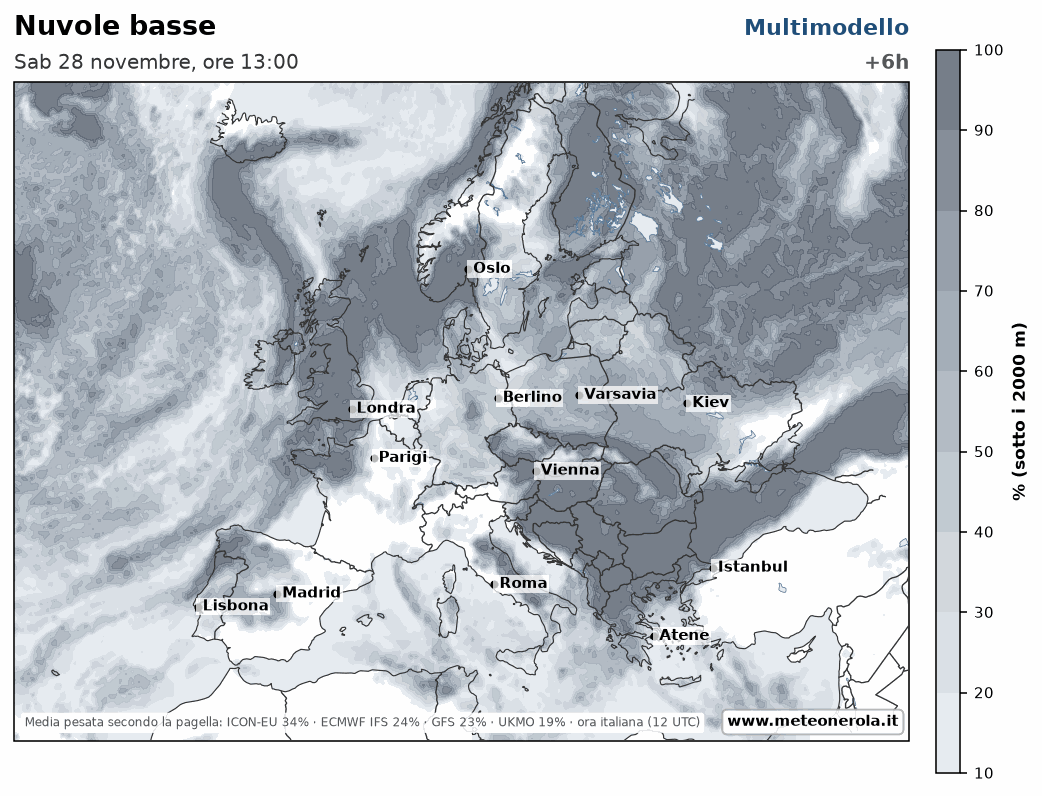 Nuvole basse
Multimodello
Sab 28 novembre, ore 13:00
+6h
100
90
80
70
60
50
40
30
20
10
% (sotto i 2000 m)
Oslo
Berlino
Varsavia
Kiev
Londra
Parigi
Vienna
Istanbul
Roma
Madrid
Lisbona
Atene
Media pesata secondo la pagella: ICON-EU 34% · ECMWF IFS 24% · GFS 23% · UKMO 19% · ora italiana (12 UTC)
www.meteonerola.it